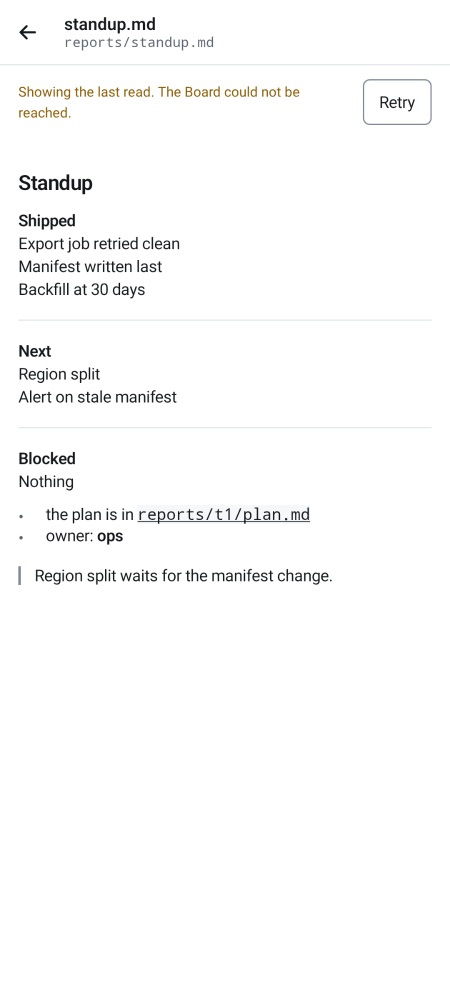 standup.md
reports/standup.md
Showing the last read. The Board could not be
reached.
Retry
Standup
Shipped
Export job retried clean
Manifest written last
Backfill at 30 days
Next
Region split
Alert on stale manifest
Blocked
Nothing
• the plan is in reports/t1/plan.md
• owner: ops
Region split waits for the manifest change.